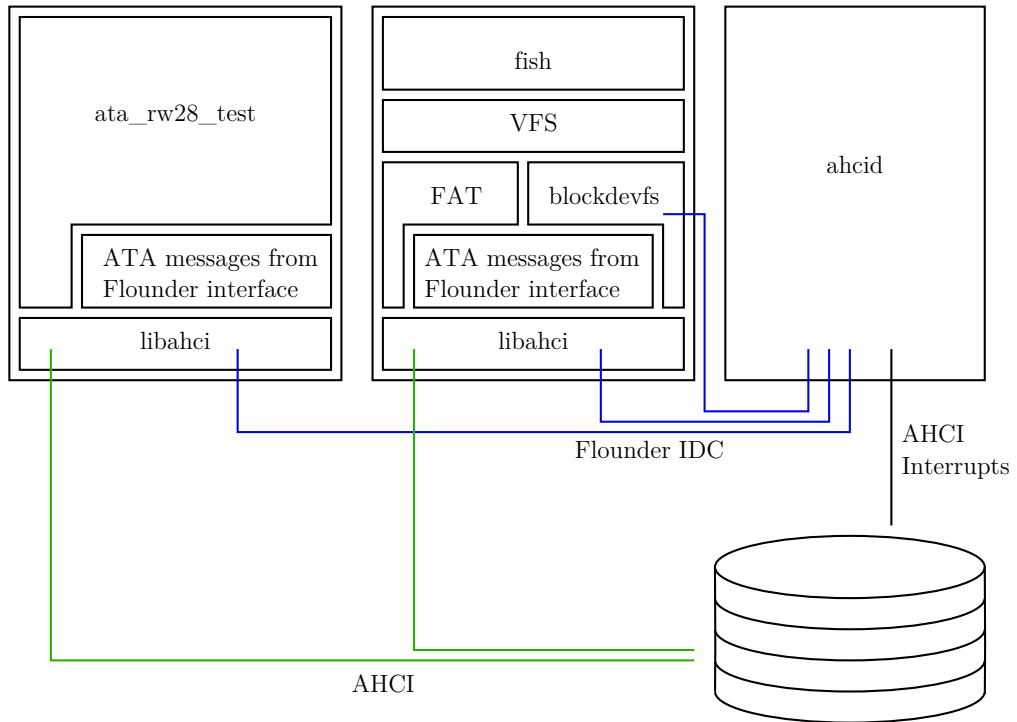 ata_rw28_test
ATA messages from
Flounder interface
libahci
fish
VFS
FAT
blockdevfs
ATA messages from
Flounder interface
libahci
ahcid
Flounder IDC
AHCI
Interrupts
AHCI